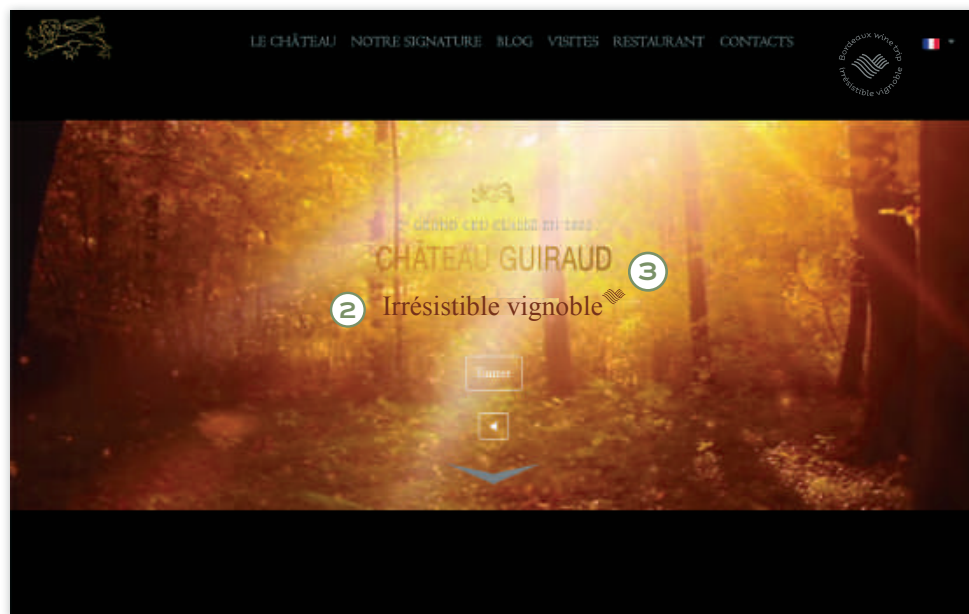 LE CHÂTEAU NOTRE SIGNATURE BLOG VISITES RESTAURANT CONTACTS
Bordeaux wine trip
irrésistible vignoble
CHÂTEAU GUIRAUD
3
2 Irrésistible vignoble